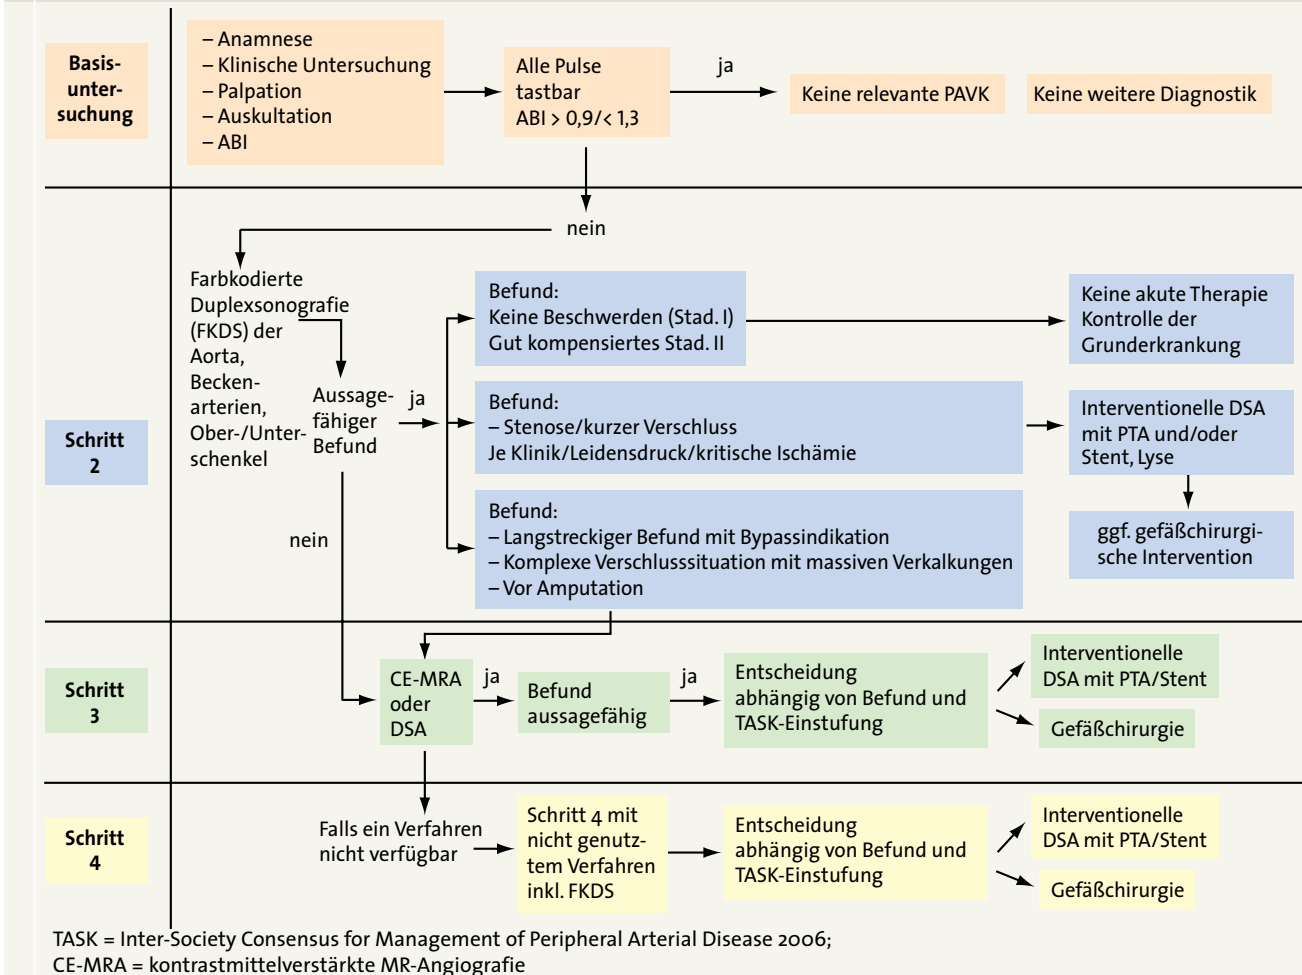 Basis-
unter-
suchung
– Anamnese
– Klinische Untersuchung
– Palpation
– Auskultation
– ABI
Alle Pulse
tastbar
ABI > 0,9/< 1,3
ja
Keine relevante PAVK
Keine weitere Diagnostik
nein
Schritt
2
Farbkodierte
Duplexsonografie
(FKDS) der
Aorta,
Becken-
arterien,
Ober-/Unter-
schenkel
Aussage-
fähiger
Befund
ja
nein
Befund:
Keine Beschwerden (Stad. I)
Gut kompensiertes Stad. II
Keine akute Therapie
Kontrolle der
Grunderkrankung
Befund:
– Stenose/kurzer Verschluss
Je Klinik/Leidensdruck/kritische Ischämie
Interventionelle DSA
mit PTA und/oder
Stent, Lyse
ggf. gefäßchirurgi-
sche Intervention
Befund:
– Langstreckiger Befund mit Bypassindikation
– Komplexe Verschlusssituation mit massiven Verkalkungen
– Vor Amputation
Schritt
3
CE-MRA
oder
DSA
ja
Befund
aussagefähig
ja
Entscheidung
abhängig von Befund und
TASK-Einstufung
Interventionelle
DSA mit PTA/Stent
Gefäßchirurgie
Schritt
4
Falls ein Verfahren
nicht verfügbar
Schritt 4 mit
nicht genutz-
tem Verfahren
inkl. FKDS
Entscheidung
abhängig von Befund und
TASK-Einstufung
Interventionelle
DSA mit PTA/Stent
Gefäßchirurgie
TASK = Inter-Society Consensus for Management of Peripheral Arterial Disease 2006;
CE-MRA = kontrastmittelverstärkte MR-Angiografie